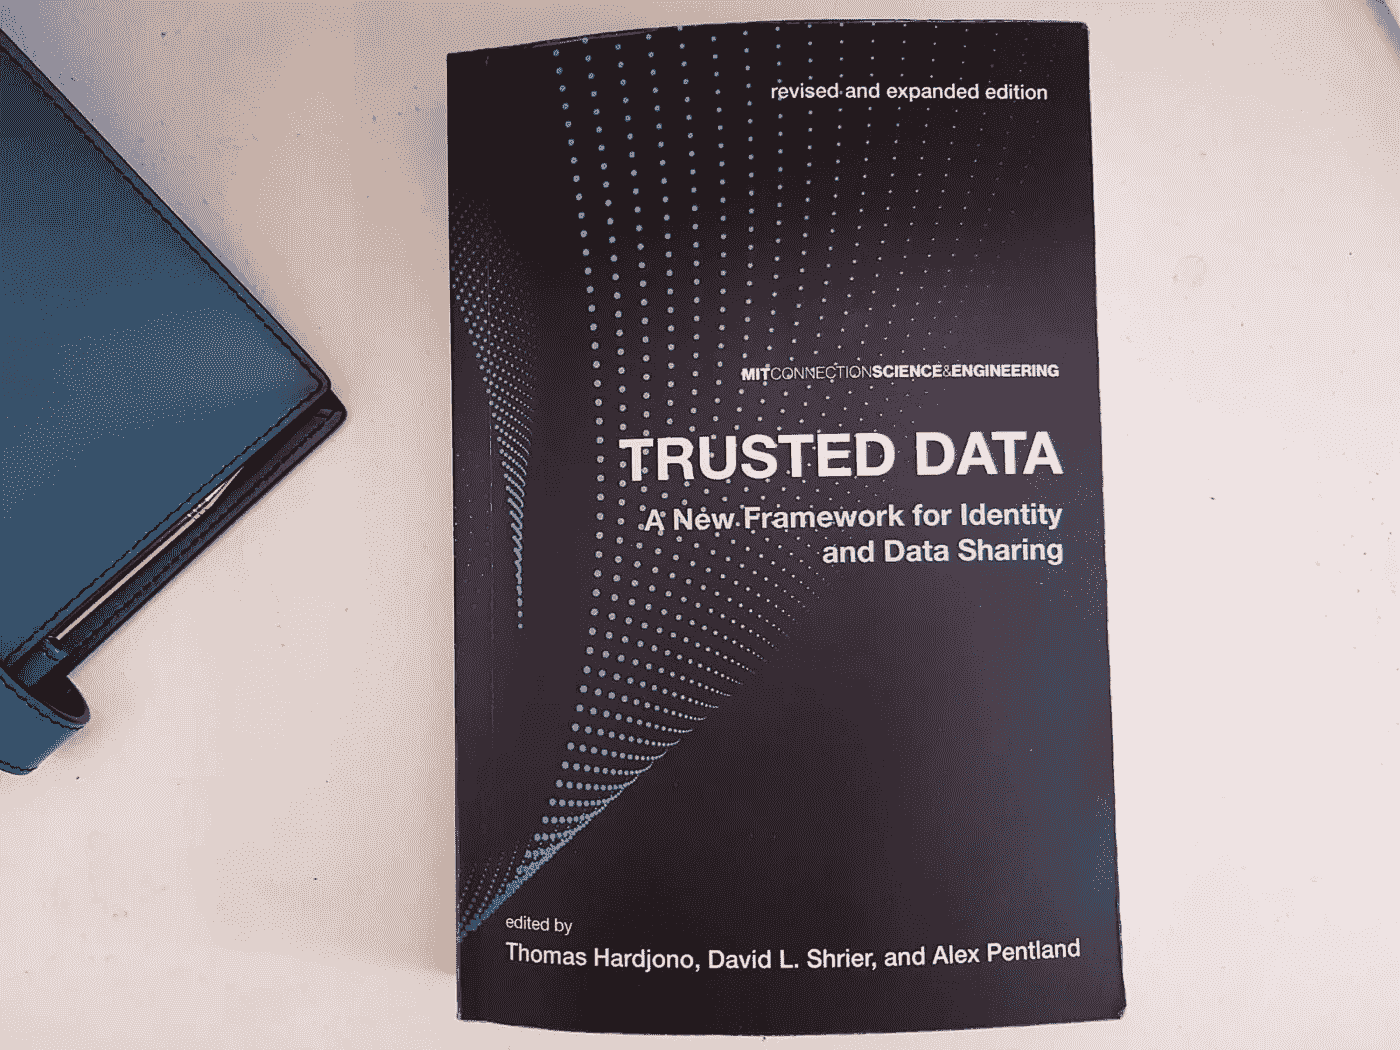 revised and expanded edition
MITCONNECTIONSCIENCE&ENGINEERING
TRUSTED DATA
A New Framework for Identity
and Data Sharing
edited by
Thomas Hardjono, David L. Shrier, and Alex Pentland